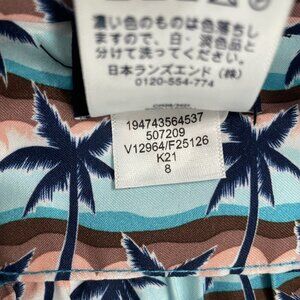 濃い色のものは色落ちし
ますので、白・淡色品と
分けて洗ってください。
日本ランズエンド(株)
0120-554-774
194743564537
507209
V12964/F25126
K21
8